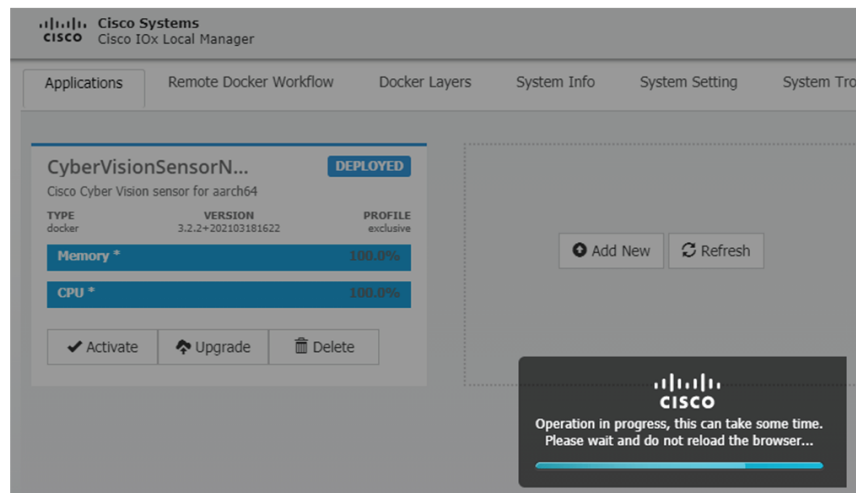 Cisco Systems
CISCO Cisco IOx Local Manager
Applications Remote Docker Workflow Docker Layers System Info System Setting System Tro
CyberVisionSensorN... DEPLOYED
Cisco Cyber Vision sensor for aarch64
TYPE VERSION PROFILE
docker 3.2.2+202103181622 exclusive
Memory * 100.0%
CPU * 100.0%
Activate Upgrade Delete
Add New Refresh
CISCO
Operation in progress, this can take some time.
Please wait and do not reload the browser...